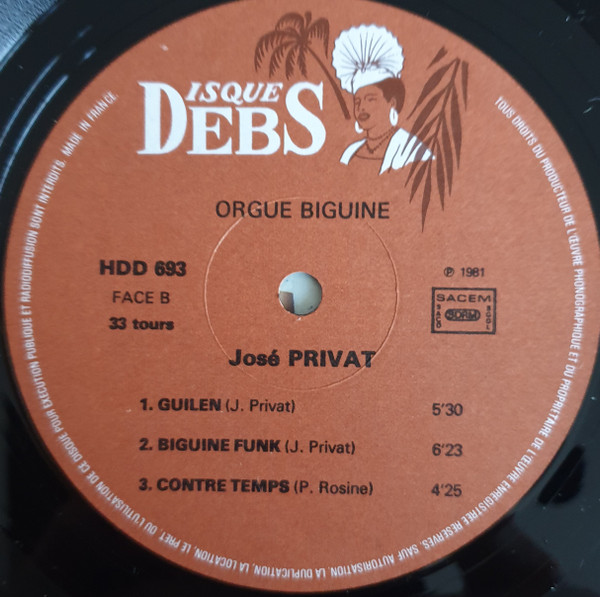 DISQUE
DEBS
ORGUE BIGUINE
HDD 693
FACE B
33 tours
℗ 1981
SACEM
SACD
SDRM
SGDL
José PRIVAT
1. GUILEN (J. Privat) 5'30
2. BIGUINE FUNK (J. Privat) 6'23
3. CONTRE TEMPS (P. Rosine) 4'25
TOUS DROITS DU PRODUCTEUR DE L'ŒUVRE PHONOGRAPHIQUE ET DU PROPRIETAIRE DE L'ŒUVRE ENREGISTREE RESERVES. SAUF AUTORISATION, LA DUPLICATION, LA LOCATION, LE PRET, OU L'UTILISATION DE CE DISQUE POUR EXECUTION PUBLIQUE ET RADIODIFFUSION SONT INTERDITS. MADE IN FRANCE.